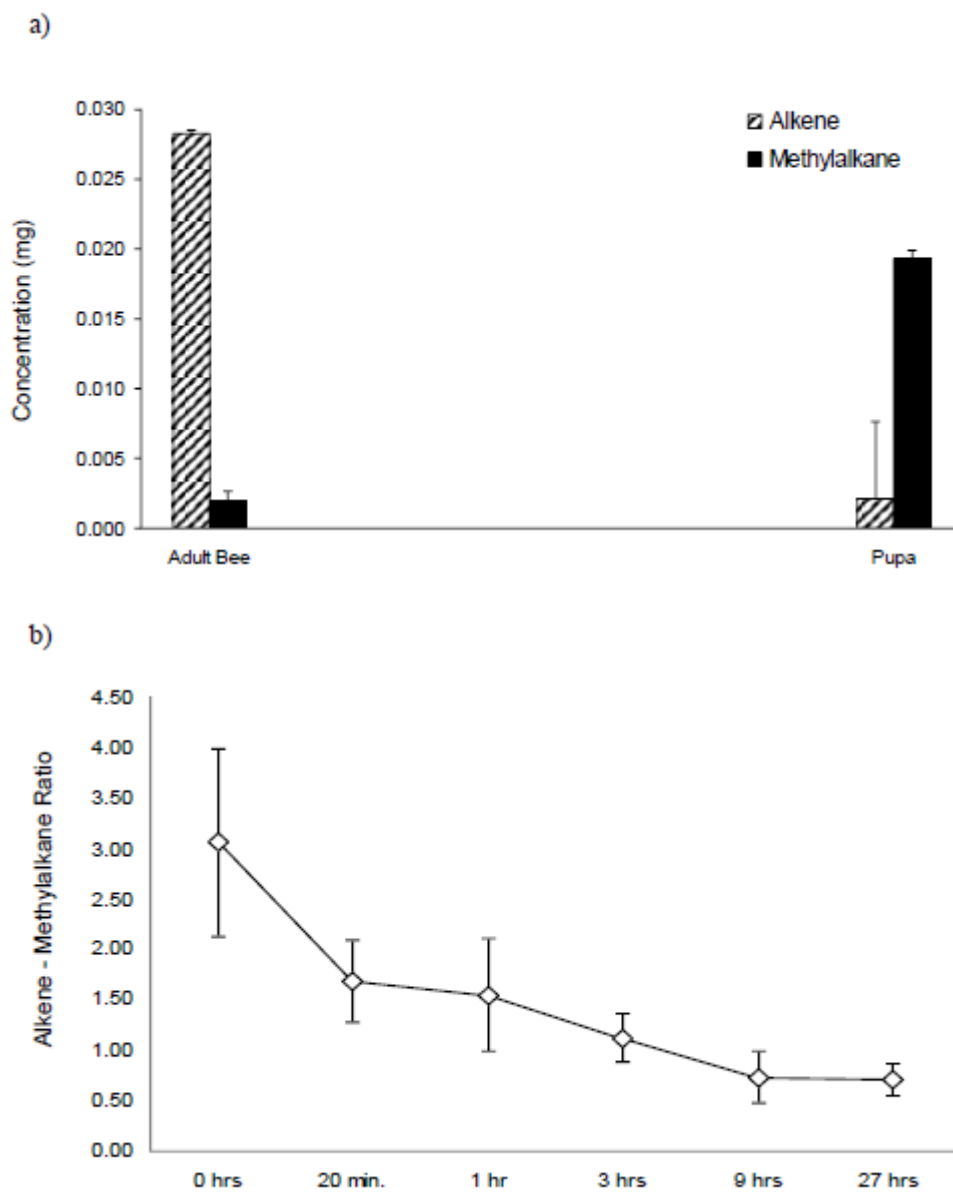 a)
0.030
0.025
0.020
0.015
0.010
0.005
0.000
Concentration (mg)
Alkene
Methylalkane
Adult Bee
Pupa
b)
4.50
4.00
3.50
3.00
2.50
2.00
1.50
1.00
0.50
0.00
Alkene - Methylalkane Ratio
0 hrs
20 min.
1 hr
3 hrs
9 hrs
27 hrs